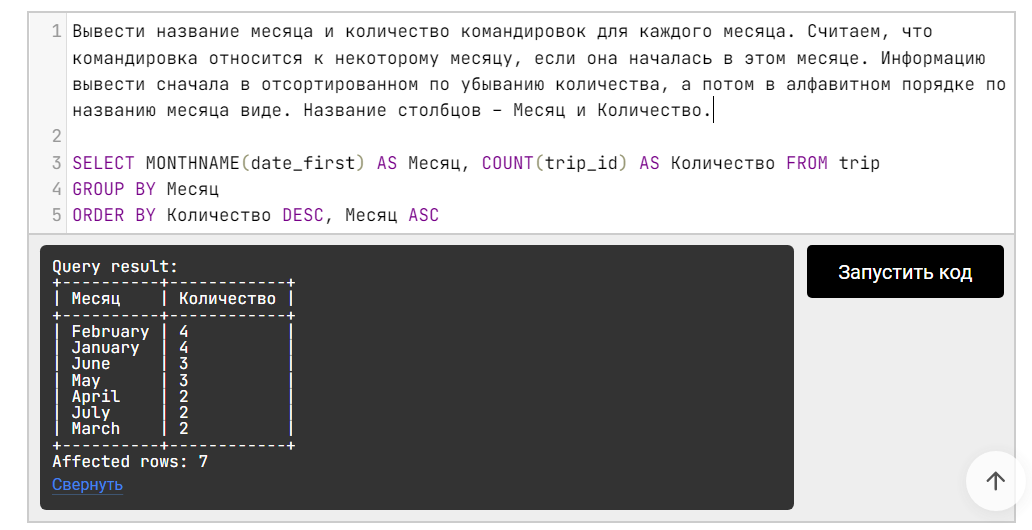 1 Вывести название месяца и количество командировок для каждого месяца. Считаем, что
командировка относится к некоторому месяцу, если она началась в этом месяце. Информацию
вывести сначала в отсортированном по убыванию количества, а потом в алфавитном порядке по
названию месяца виде. Название столбцов – Месяц и Количество.
2
3 SELECT MONTHNAME(date_first) AS Месяц, COUNT(trip_id) AS Количество FROM trip
4 GROUP BY Месяц
5 ORDER BY Количество DESC, Месяц ASC
Query result:
+----------+------------+
| Месяц    | Количество |
+----------+------------+
| February | 4          |
| January  | 4          |
| June     | 3          |
| May      | 3          |
| April    | 2          |
| July     | 2          |
| March    | 2          |
+----------+------------+
Affected rows: 7
Свернуть
Запустить код